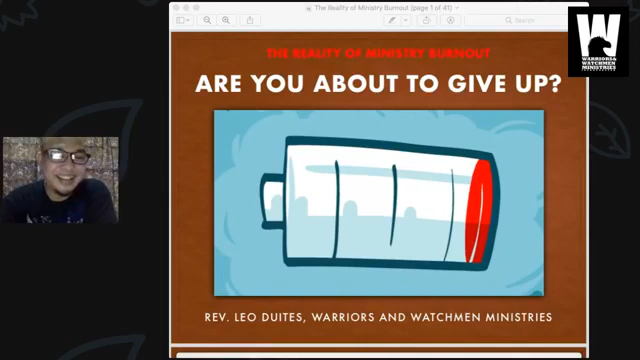 The Reality of Ministry Burnout (page 1 of 41)
Search
WARRIORS &
WATCHMEN
MINISTRIES
THE REALITY OF MINISTRY BURNOUT
ARE YOU ABOUT TO GIVE UP?
REV. LEO DUITES, WARRIORS AND WATCHMEN MINISTRIES